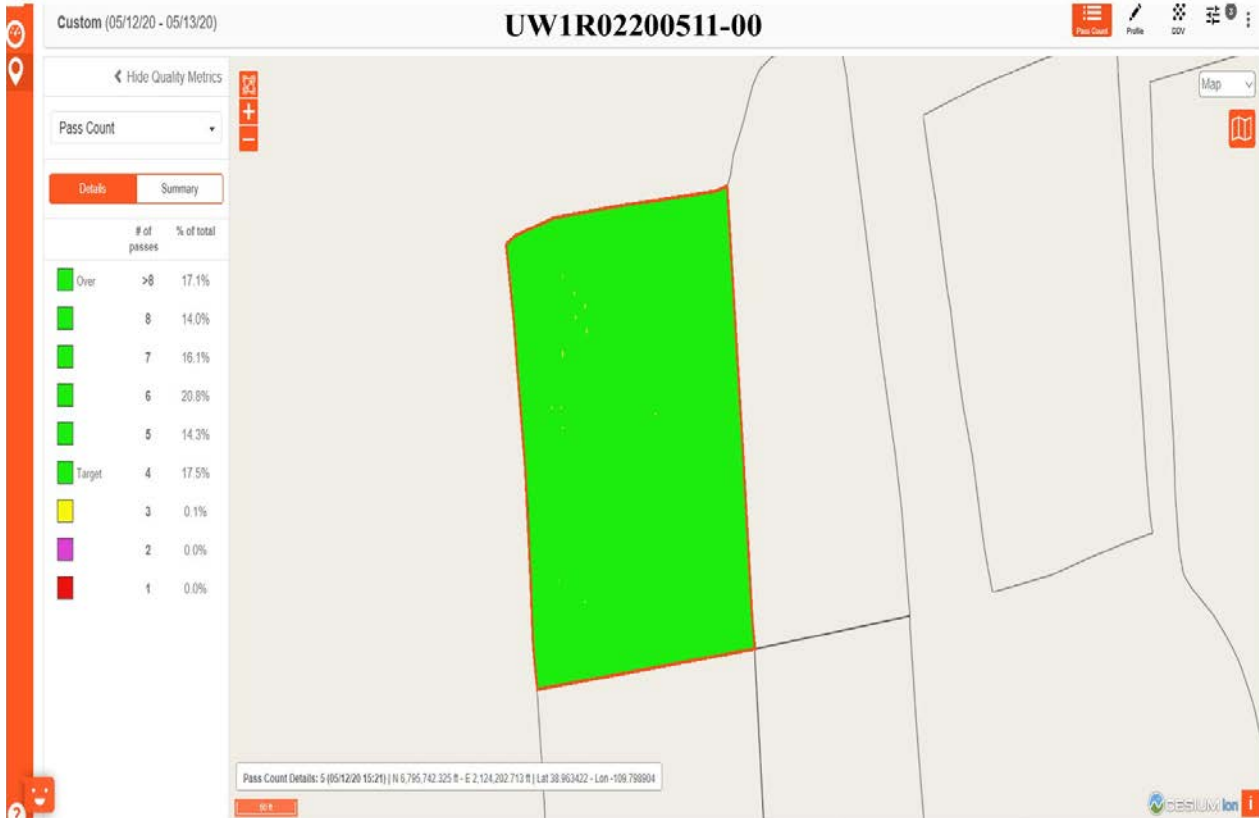 Custom (05/12/20 - 05/13/20)
UW1R02200511-00
Pass Count
Profile
CDV
3
Hide Quality Metrics
Pass Count
Details
Summary
# of passes
% of total
Over >8 17.1%
8 14.0%
7 16.1%
6 20.8%
5 14.3%
Target 4 17.5%
3 0.1%
2 0.0%
1 0.0%
Map
Pass Count Details: 5 (05/12/20 15:21) | N 6,795,742.325 ft - E 2,124,202.713 ft | Lat 38.963422 - Lon -109.798904
50 ft
?
CESIUM ion
i